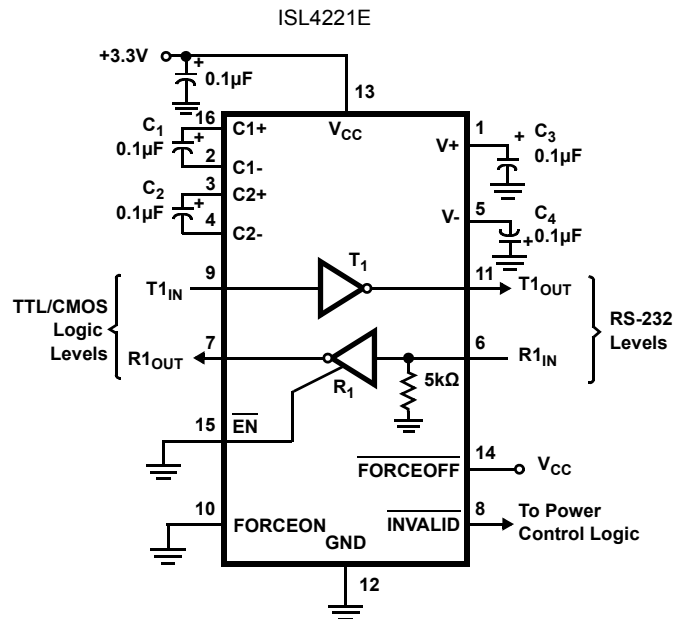 ISL4221E
+3.3V
+
0.1µF
13
16
C1+
VCC
1
C1
0.1µF
+
2
C1-
V+
+
C3
0.1µF
3
C2+
C2
0.1µF
+
4
C2-
V-
5
C4
0.1µF
+
9
T1
11
T1IN
T1OUT
TTL/CMOS
Logic
Levels
RS-232
Levels
7
6
R1OUT
R1IN
R1
5kΩ
15
EN
14
FORCEOFF
VCC
10
FORCEON
INVALID
8
To Power
Control Logic
GND
12